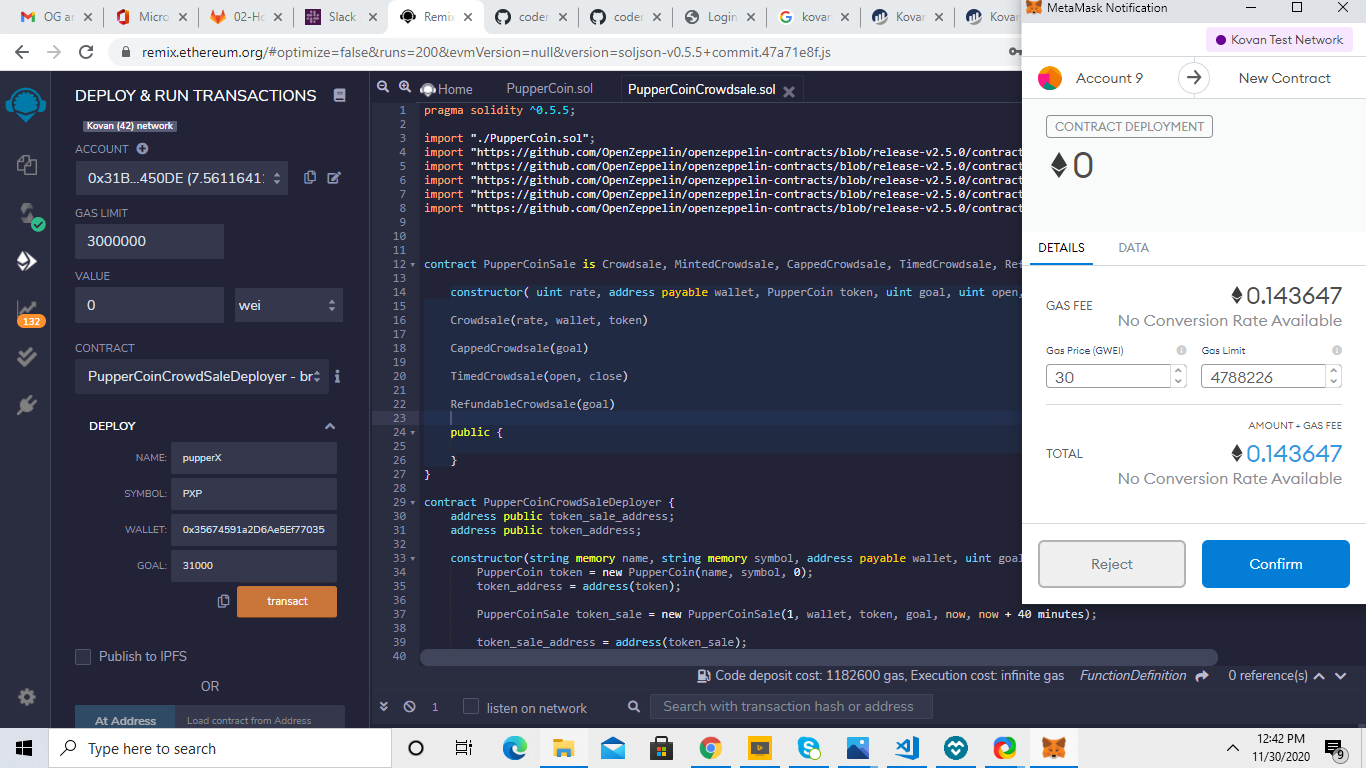 OG ar
Micro
02-Ho
Slack
Remix
coder
coder
Login
kovar
Kovan
Kovan
remix.ethereum.org/#optimize=false&runs=200&evmVersion=null&version=soljson-v0.5.5+commit.47a71e8f.js
DEPLOY & RUN TRANSACTIONS
Kovan (42) network
ACCOUNT
0x31B...450DE (7.5611641
GAS LIMIT
3000000
VALUE
0
wei
132
CONTRACT
PupperCoinCrowdSaleDeployer - br
DEPLOY
NAME: pupperX
SYMBOL: PXP
WALLET: 0x35674591a2D6Ae5Ef77035
GOAL: 31000
transact
Publish to IPFS
OR
At Address
Load contract from Address
Home
PupperCoin.sol
PupperCoinCrowdsale.sol
1 pragma solidity ^0.5.5;
2
3 import "./PupperCoin.sol";
4 import "https://github.com/OpenZeppelin/openzeppelin-contracts/blob/release-v2.5.0/contract
5 import "https://github.com/OpenZeppelin/openzeppelin-contracts/blob/release-v2.5.0/contract
6 import "https://github.com/OpenZeppelin/openzeppelin-contracts/blob/release-v2.5.0/contract
7 import "https://github.com/OpenZeppelin/openzeppelin-contracts/blob/release-v2.5.0/contract
8 import "https://github.com/OpenZeppelin/openzeppelin-contracts/blob/release-v2.5.0/contract
9
10
11
12 contract PupperCoinSale is Crowdsale, MintedCrowdsale, CappedCrowdsale, TimedCrowdsale, Re
13
14 constructor( uint rate, address payable wallet, PupperCoin token, uint goal, uint open,
15
16 Crowdsale(rate, wallet, token)
17
18 CappedCrowdsale(goal)
19
20 TimedCrowdsale(open, close)
21
22 RefundableCrowdsale(goal)
23
24 public {
25
26 }
27 }
28
29 contract PupperCoinCrowdSaleDeployer {
30 address public token_sale_address;
31 address public token_address;
32
33 constructor(string memory name, string memory symbol, address payable wallet, uint goal
34 PupperCoin token = new PupperCoin(name, symbol, 0);
35 token_address = address(token);
36
37 PupperCoinSale token_sale = new PupperCoinSale(1, wallet, token, goal, now, now + 40 minutes);
38
39 token_sale_address = address(token_sale);
40
Code deposit cost: 1182600 gas, Execution cost: infinite gas FunctionDefinition 0 reference(s)
1 listen on network
Search with transaction hash or address
MetaMask Notification
Kovan Test Network
Account 9
New Contract
CONTRACT DEPLOYMENT
0
DETAILS
DATA
GAS FEE
0.143647
No Conversion Rate Available
Gas Price (GWEI)
Gas Limit
30
4788226
AMOUNT + GAS FEE
TOTAL
0.143647
No Conversion Rate Available
Reject
Confirm
Type here to search
12:42 PM
11/30/2020
9